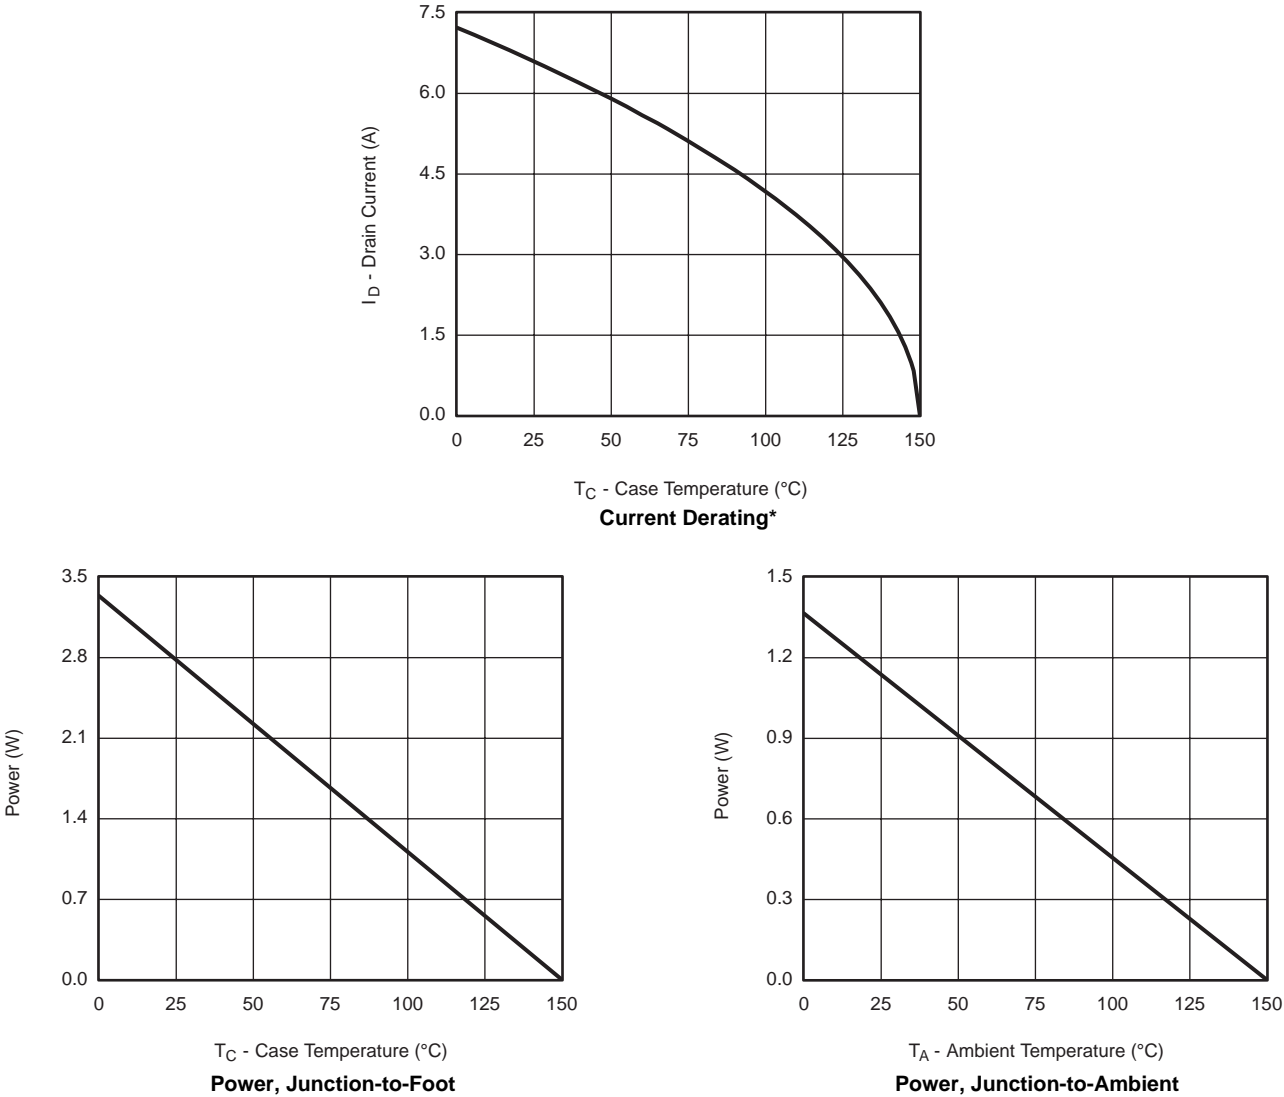 7.5
6.0
4.5
3.0
1.5
0.0
I_D - Drain Current (A)
0 25 50 75 100 125 150
T_C - Case Temperature (°C)
Current Derating*
3.5
2.8
2.1
1.4
0.7
0.0
Power (W)
0 25 50 75 100 125 150
T_C - Case Temperature (°C)
Power, Junction-to-Foot
1.5
1.2
0.9
0.6
0.3
0.0
Power (W)
0 25 50 75 100 125 150
T_A - Ambient Temperature (°C)
Power, Junction-to-Ambient